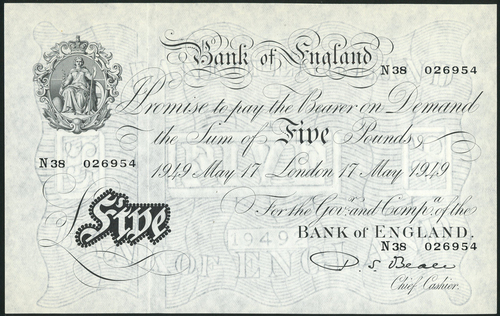 Bank of England
N38 026954
I Promise to pay the Bearer on Demand
the Sum of Five Pounds
N38 026954
1949 May 17 London 17 May 1949
For the Govr. and Compa. of the
BANK of ENGLAND.
£Five
N38 026954
1949
Chief Cashier.